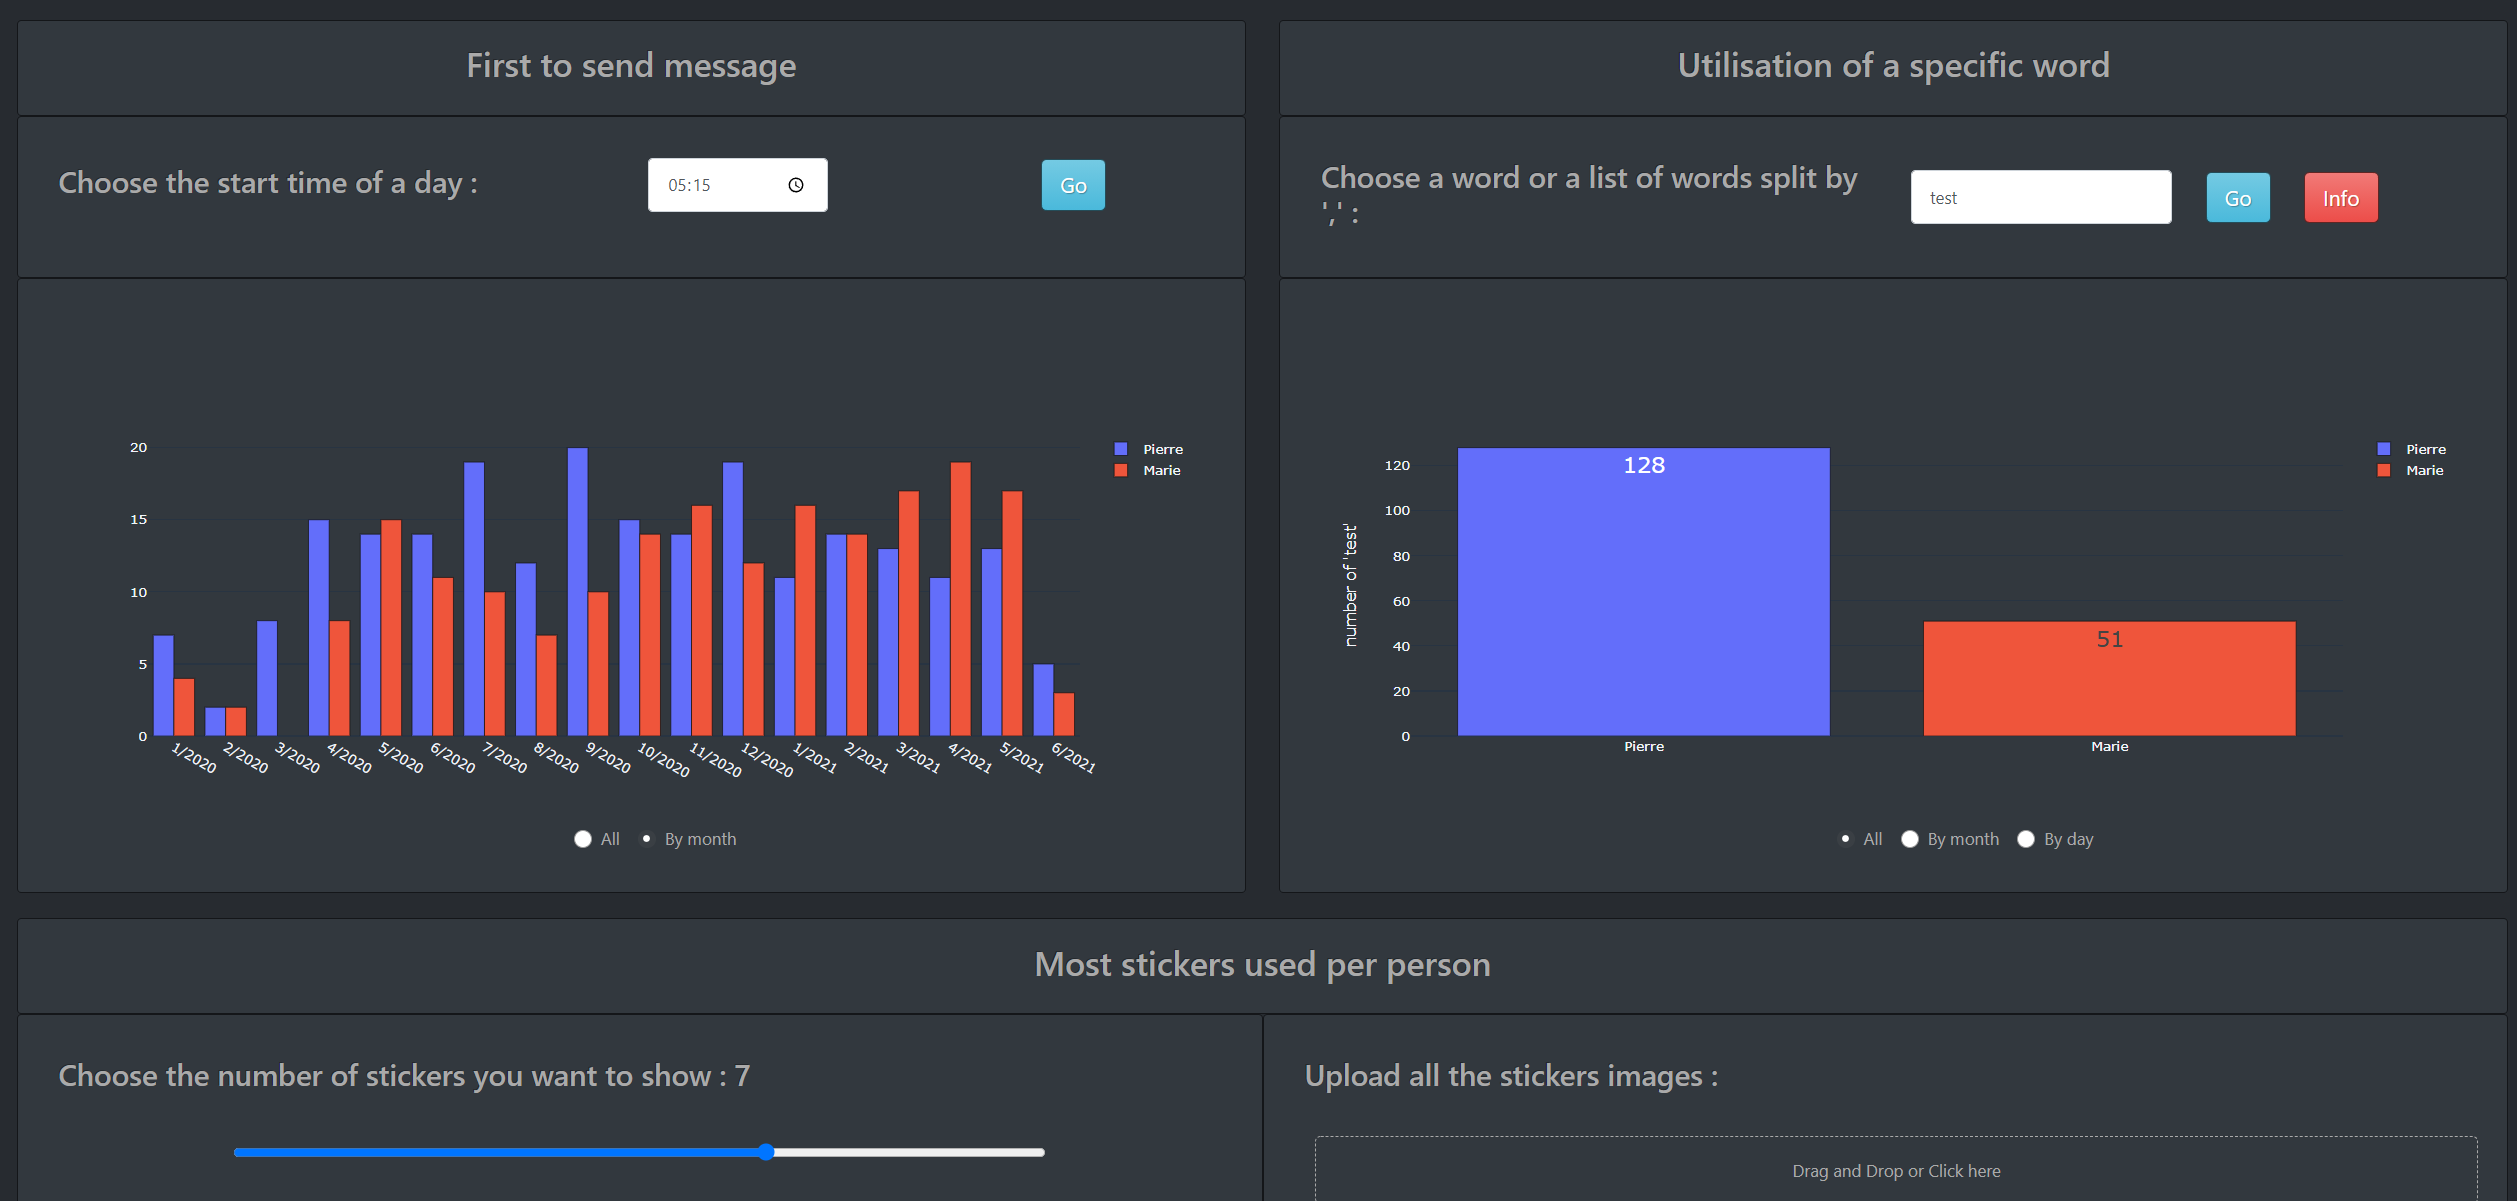 First to send message
Choose the start time of a day :
05:15
Go
20
15
10
5
0
1/2020
2/2020
3/2020
4/2020
5/2020
6/2020
7/2020
8/2020
9/2020
10/2020
11/2020
12/2020
1/2021
2/2021
3/2021
4/2021
5/2021
6/2021
Pierre
Marie
All
By month
Utilisation of a specific word
Choose a word or a list of words split by
',' :
test
Go
Info
number of 'test'
120
100
80
60
40
20
0
128
51
Pierre
Marie
Pierre
Marie
All
By month
By day
Most stickers used per person
Choose the number of stickers you want to show : 7
Upload all the stickers images :
Drag and Drop or Click here